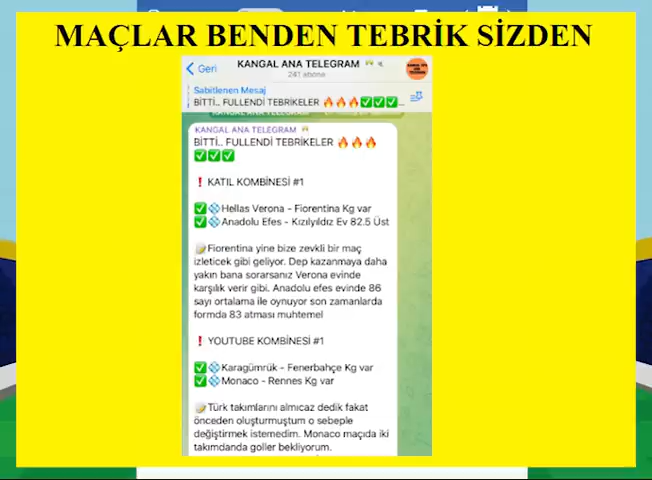 MAÇLAR BENDEN TEBRİK SİZDEN
Geri
KANGAL ANA TELEGRAM
241 abone
Sabitlenen Mesaj
BİTTİ.. FULLENDİ TEBRİKELER 🔥🔥🔥✅✅✅...
KANGAL ANA TELEGRAM
BİTTİ.. FULLENDİ TEBRİKELER 🔥🔥🔥
✅✅✅
❗ KATIL KOMBİNESİ #1
✅💠Hellas Verona - Fiorentina Kg var
✅💠Anadolu Efes - Kızılyıldız Ev 82.5 Üst
📝Fiorentina yine bize zevkli bir maç
izleticek gibi geliyor. Dep kazanmaya daha
yakın bana sorarsanız Verona evinde
karşılık verir gibi. Anadolu efes evinde 86
sayı ortalama ile oynuyor son zamanlarda
formda 83 atması muhtemel
❗ YOUTUBE KOMBİNESİ #1
✅💠Karagümrük - Fenerbahçe Kg var
✅💠Monaco - Rennes Kg var
📝Türk takımlarını almıcaz dedik fakat
önceden oluşturmuştum o sebeple
değiştirmek istemedim. Monaco maçıda iki
takımdanda goller bekliyorum.